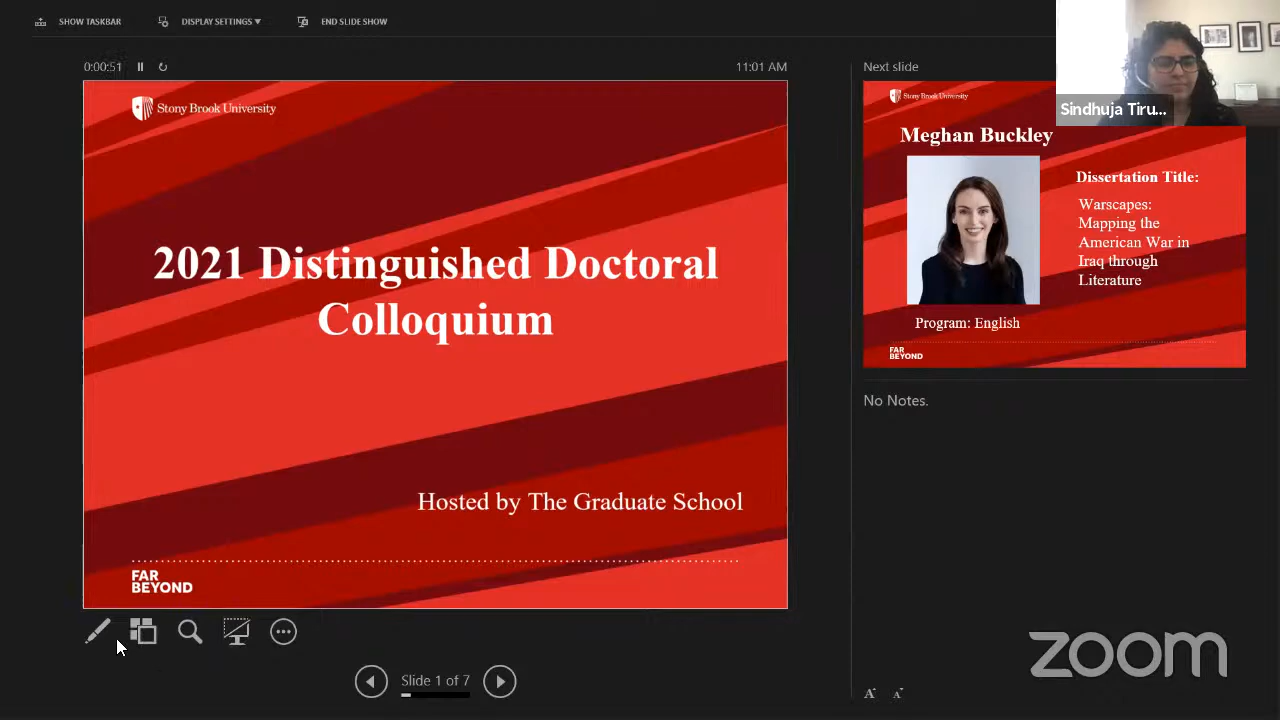 SHOW TASKBAR
DISPLAY SETTINGS ▼
END SLIDE SHOW
0:00:51
11:01 AM
Stony Brook University
2021 Distinguished Doctoral
Colloquium
Hosted by The Graduate School
FAR
BEYOND
Slide 1 of 7
Next slide
Stony Brook University
Meghan Buckley
Dissertation Title:
Warscapes:
Mapping the
American War in
Iraq through
Literature
Program: English
FAR
BEYOND
No Notes.
Sindhuja Tiru...
zoom
A
A